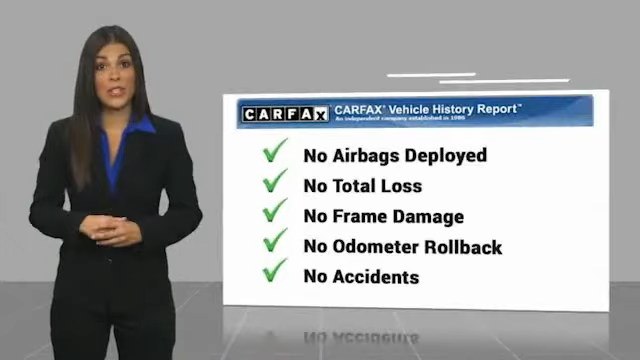 CARFAX CARFAX® Vehicle History Report™
An independent company established in 1986
No Airbags Deployed
No Total Loss
No Frame Damage
No Odometer Rollback
No Accidents